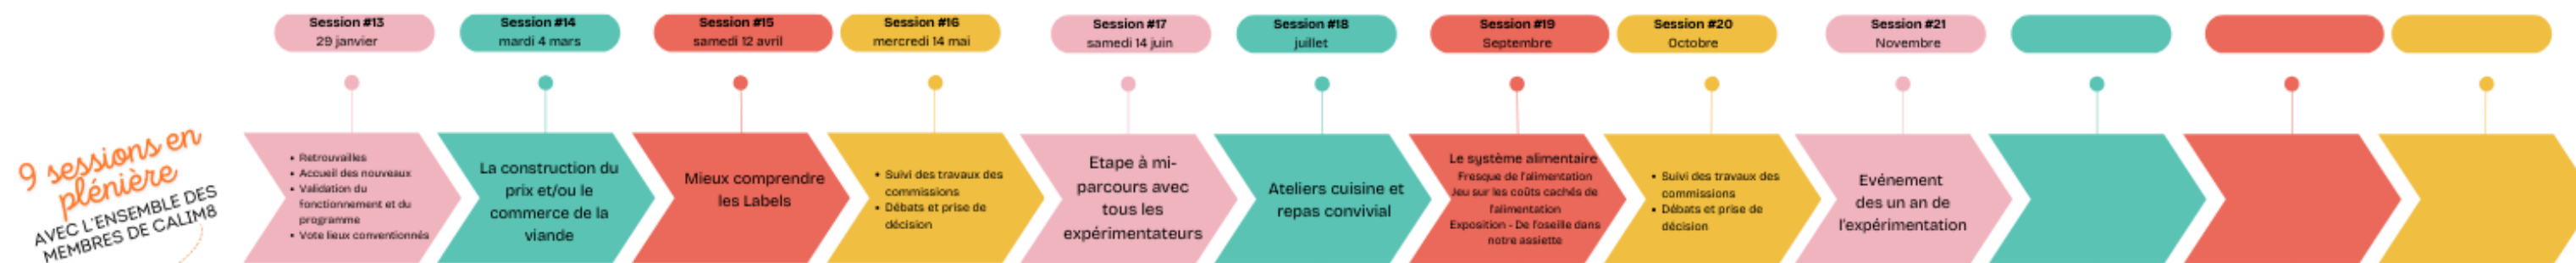 9 sessions en
plénière
AVEC L'ENSEMBLE DES
MEMBRES DE CALIM8
Session #13
29 janvier
• Retrouvailles
• Accueil des nouveaux
• Validation du
fonctionnement et du
programme
• Vote lieux conventionnés
Session #14
mardi 4 mars
La construction du
prix et/ou le
commerce de la
viande
Session #15
samedi 12 avril
Mieux comprendre
les Labels
Session #16
mercredi 14 mai
• Suivi des travaux des
commissions
• Débats et prise de
décision
Session #17
samedi 14 juin
Etape à mi-
parcours avec
tous les
expérimentateurs
Session #18
juillet
Ateliers cuisine et
repas convivial
Session #19
Septembre
Le système alimentaire
Fresque de l'alimentation
Jeu sur les coûts cachés de
l'alimentation
Exposition - De l'oseille dans
notre assiette
Session #20
Octobre
• Suivi des travaux des
commissions
• Débats et prise de
décision
Session #21
Novembre
Evénement
des un an de
l'expérimentation